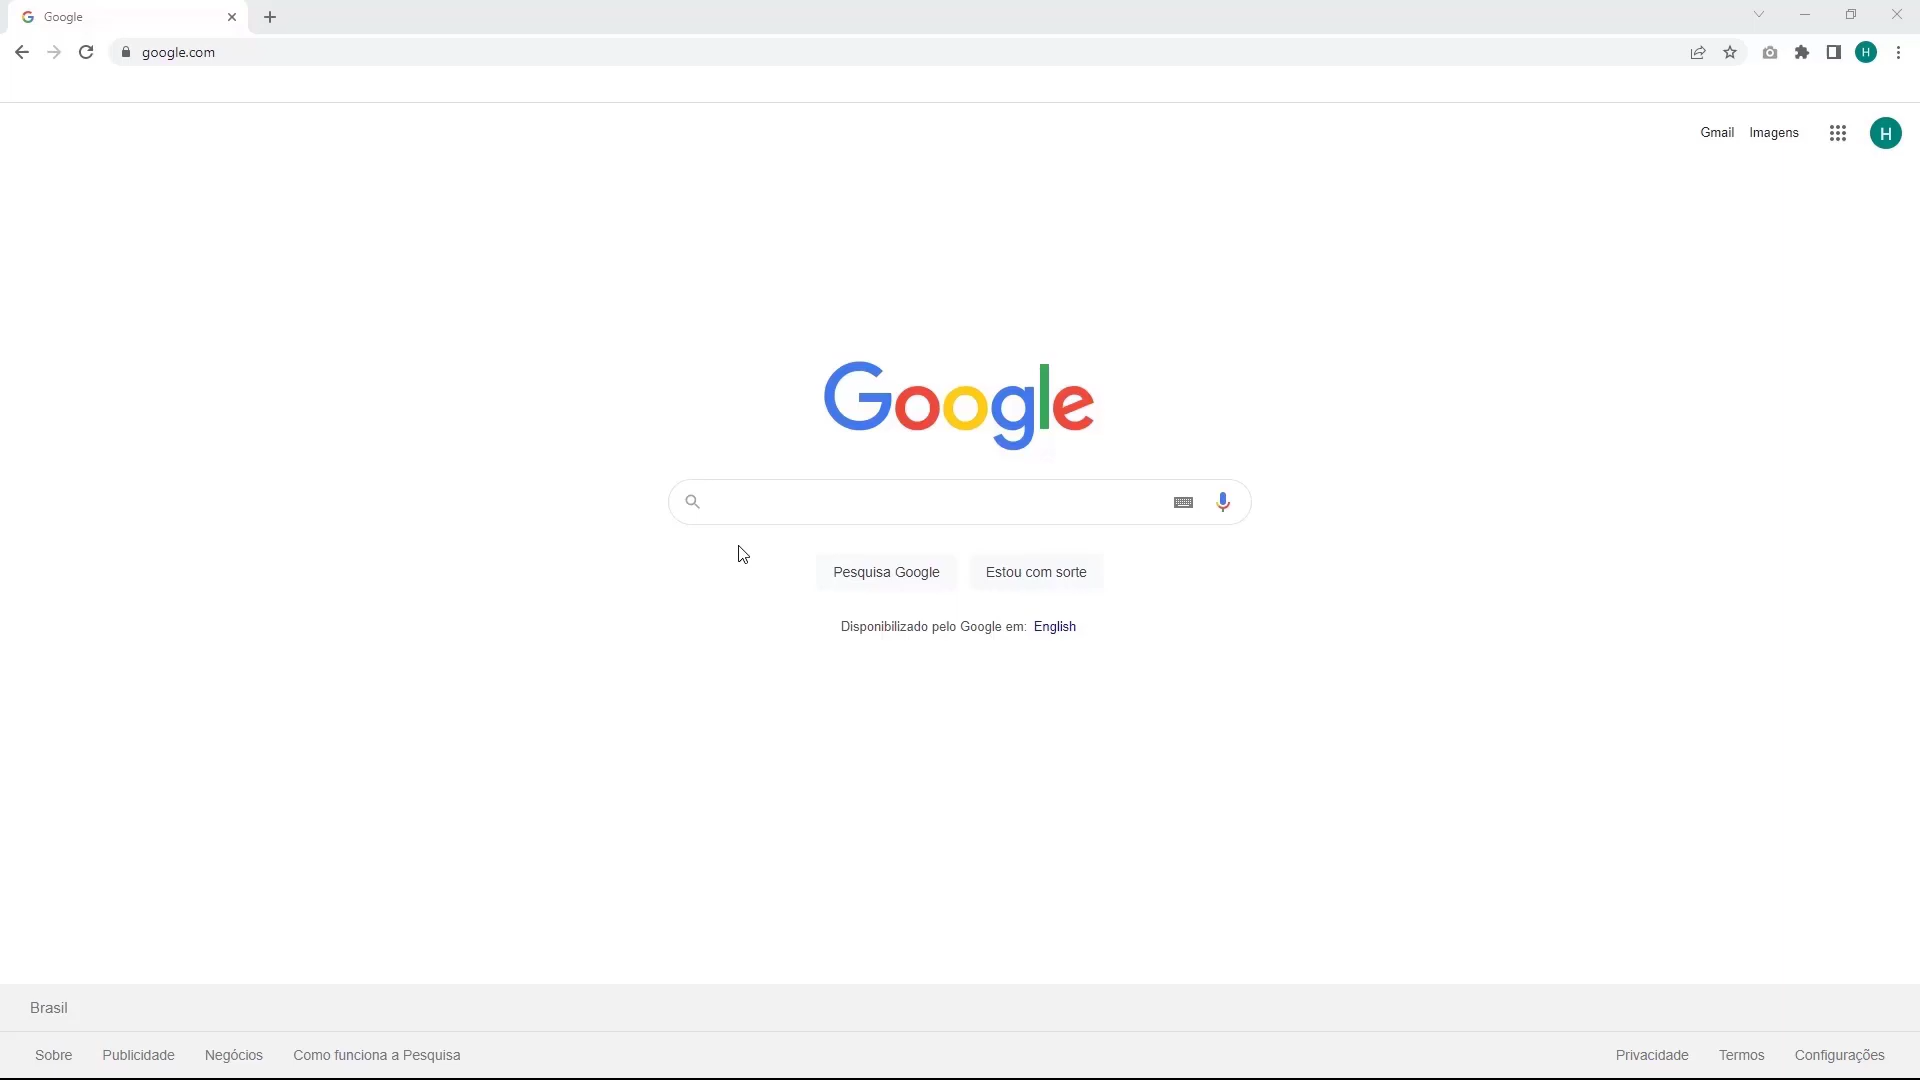 Google
google.com
H
Gmail Imagens
H
Google
Pesquisa Google Estou com sorte
Disponibilizado pelo Google em: English
Brasil
Sobre Publicidade Negócios Como funciona a Pesquisa Privacidade Termos Configurações